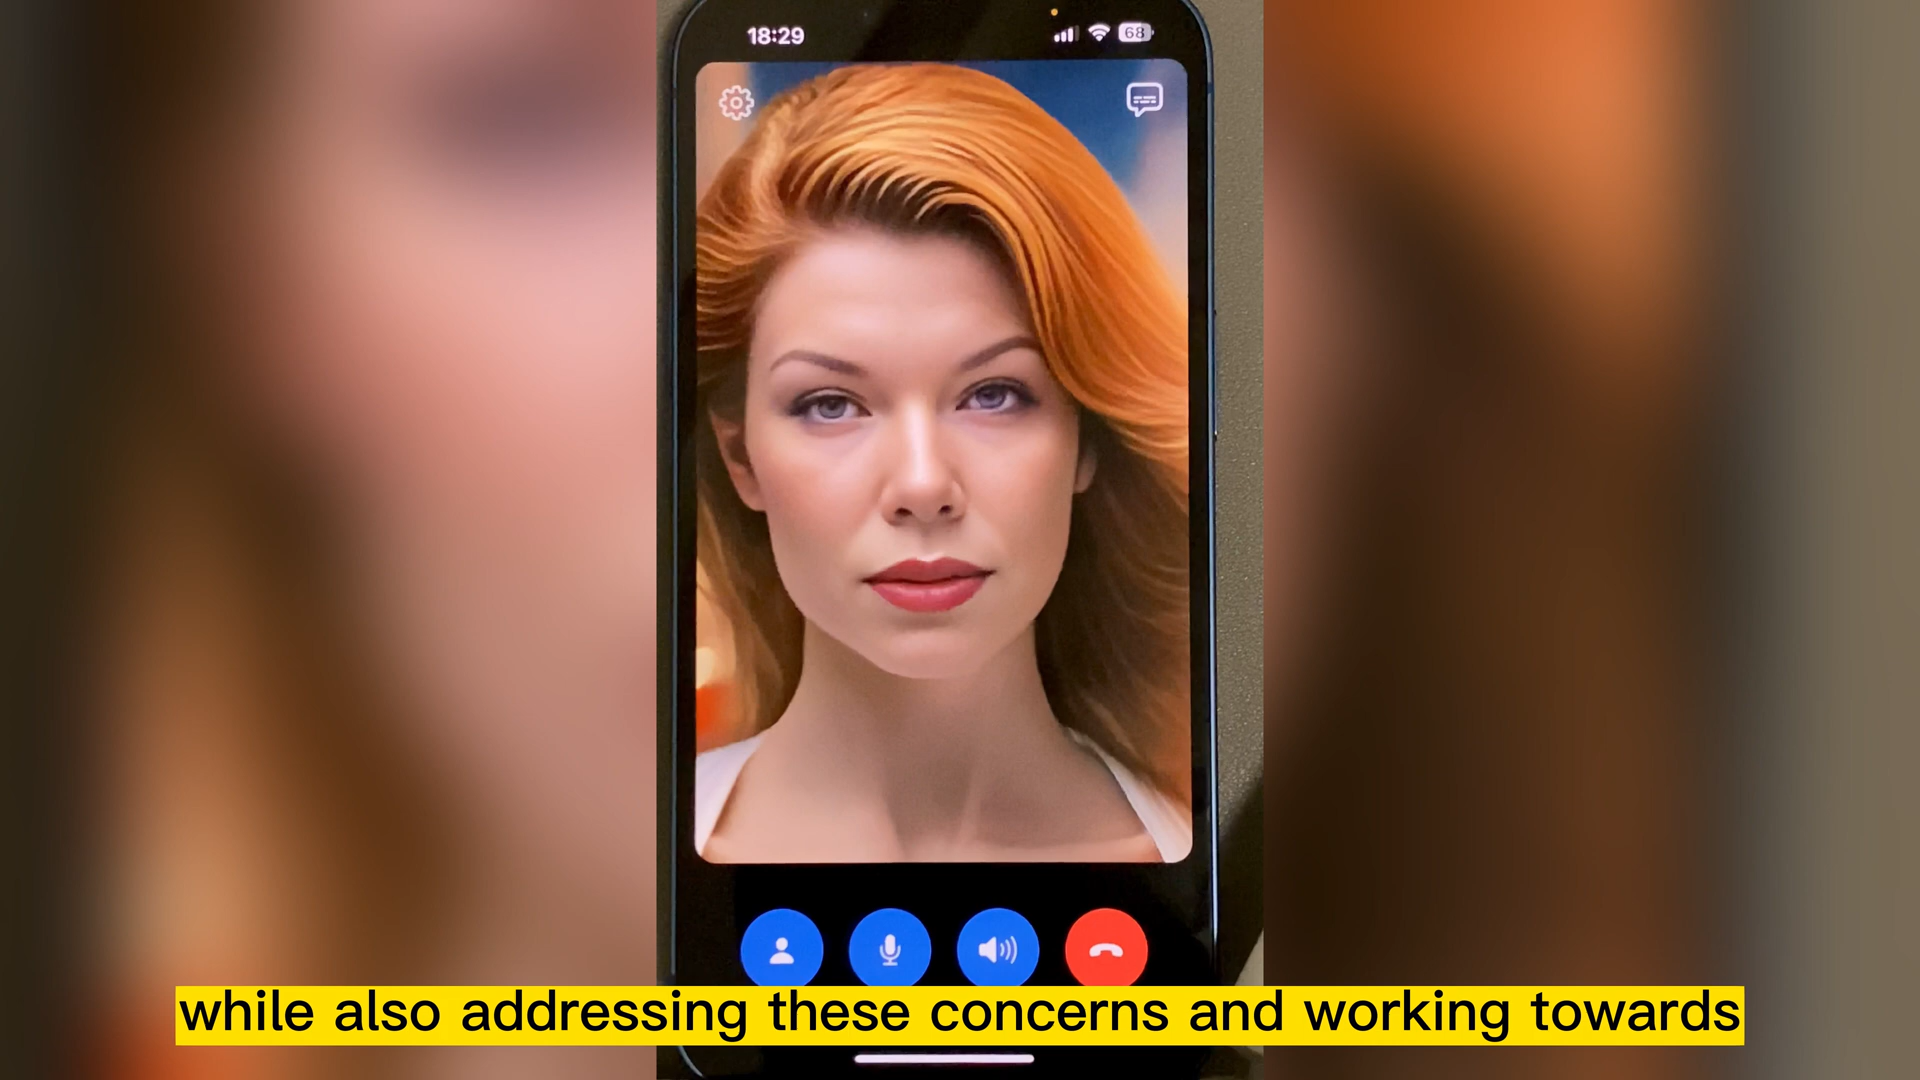 18:29
68
while also addressing these concerns and working towards